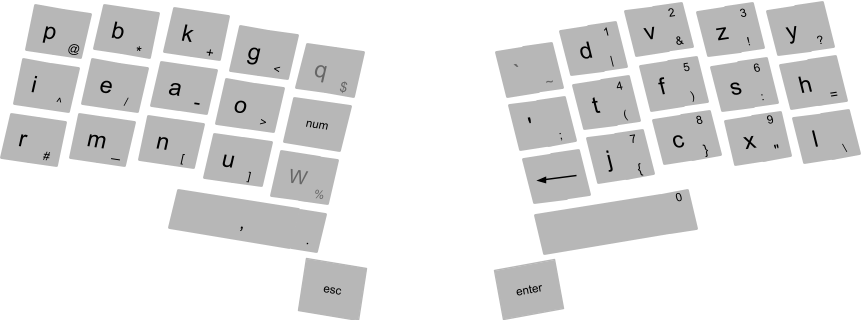 p @ b * k + g < q $ ` ~ d 1 | v 2 & z 3 ! y ?
i ^ e / a - o > num ' ; t 4 ( f 5 ) s 6 : h =
r # m _ n [ u ] W % j 7 { c 8 } x 9 " l \
, . 0
esc enter